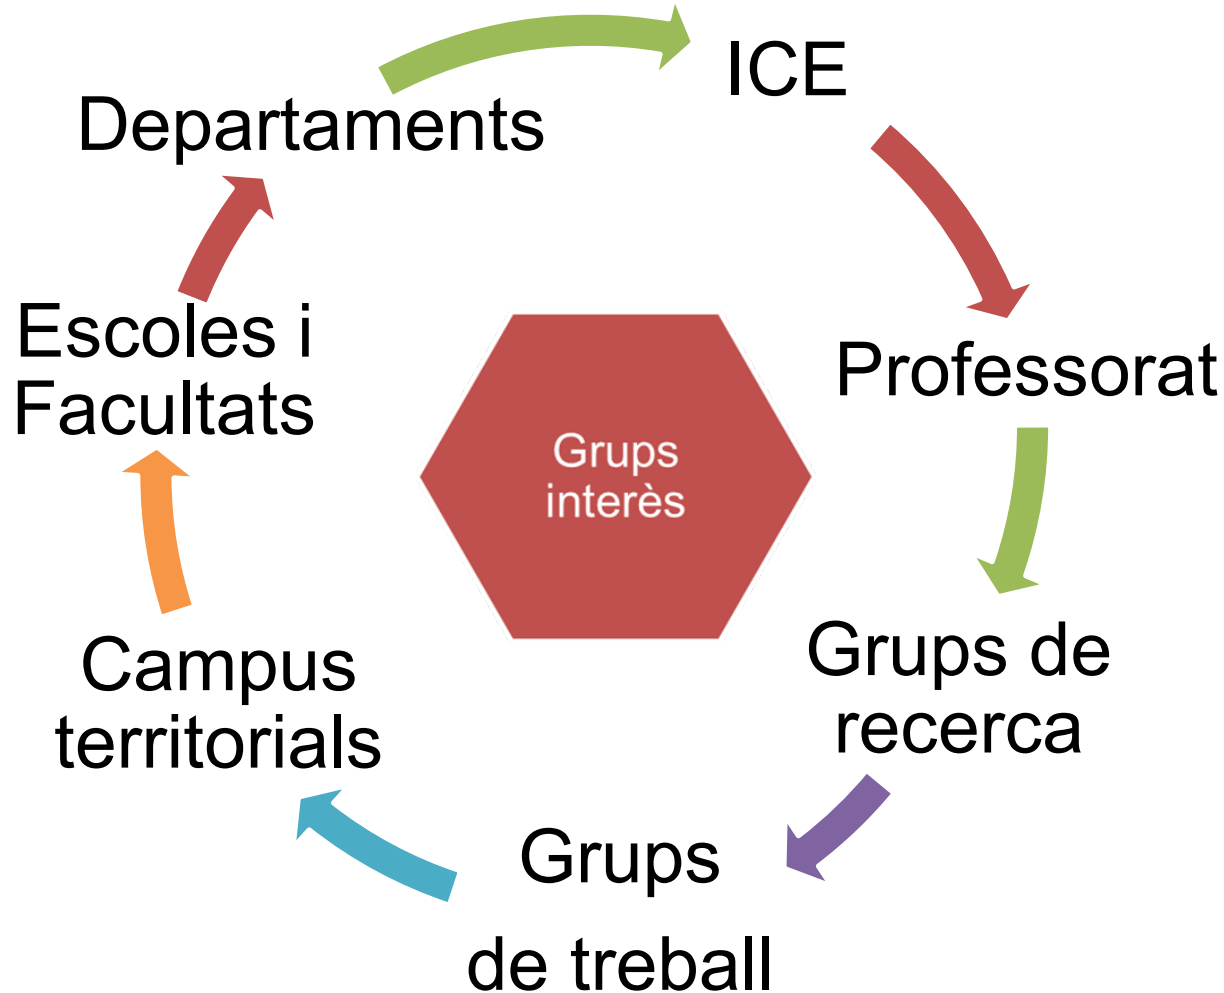 ICE
Departaments
Escoles i
Facultats
Professorat
Grups
interès
Grups de
recerca
Campus
territorials
Grups
de treball